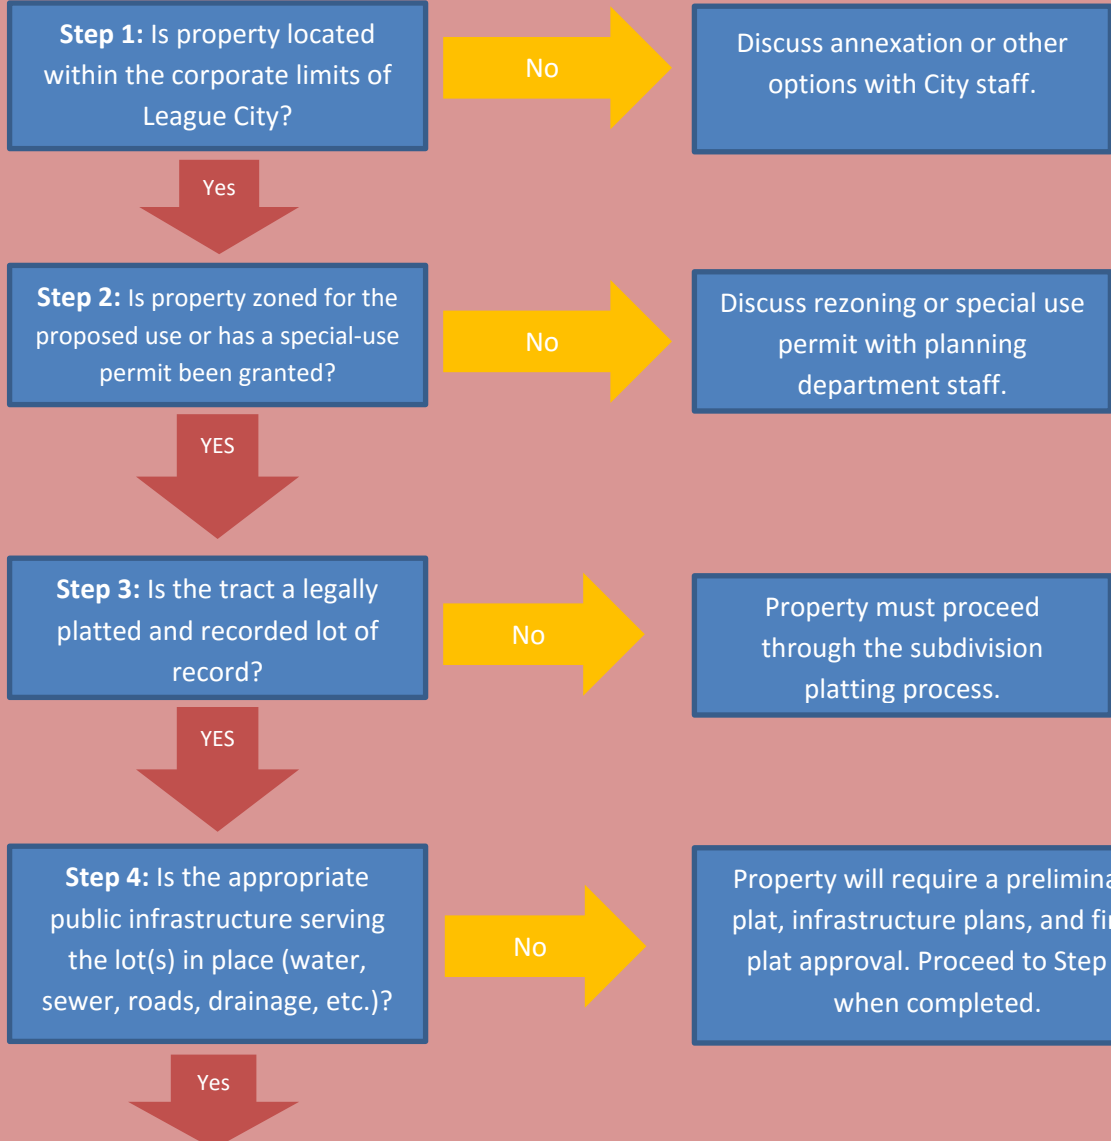 Step 1: Is property located
within the corporate limits of
League City?
No
Discuss annexation or other
options with City staff.
Yes
Step 2: Is property zoned for the
proposed use or has a special-use
permit been granted?
No
Discuss rezoning or special use
permit with planning
department staff.
YES
Step 3: Is the tract a legally
platted and recorded lot of
record?
No
Property must proceed
through the subdivision
platting process.
YES
Step 4: Is the appropriate
public infrastructure serving
the lot(s) in place (water,
sewer, roads, drainage, etc.)?
No
Property will require a
plat, infrastructure plans, and
plat approval. Proceed to Step
when completed.
Yes